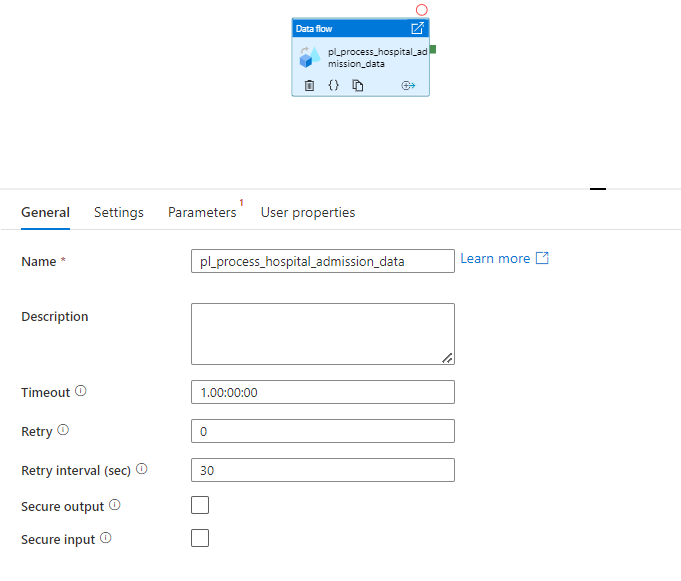 Data flow
pl_process_hospital_ad
mission_data
{}
General
Settings
Parameters 1
User properties
Name *
pl_process_hospital_admission_data
Learn more
Description
Timeout
1.00:00:00
Retry
0
Retry interval (sec)
30
Secure output
Secure input